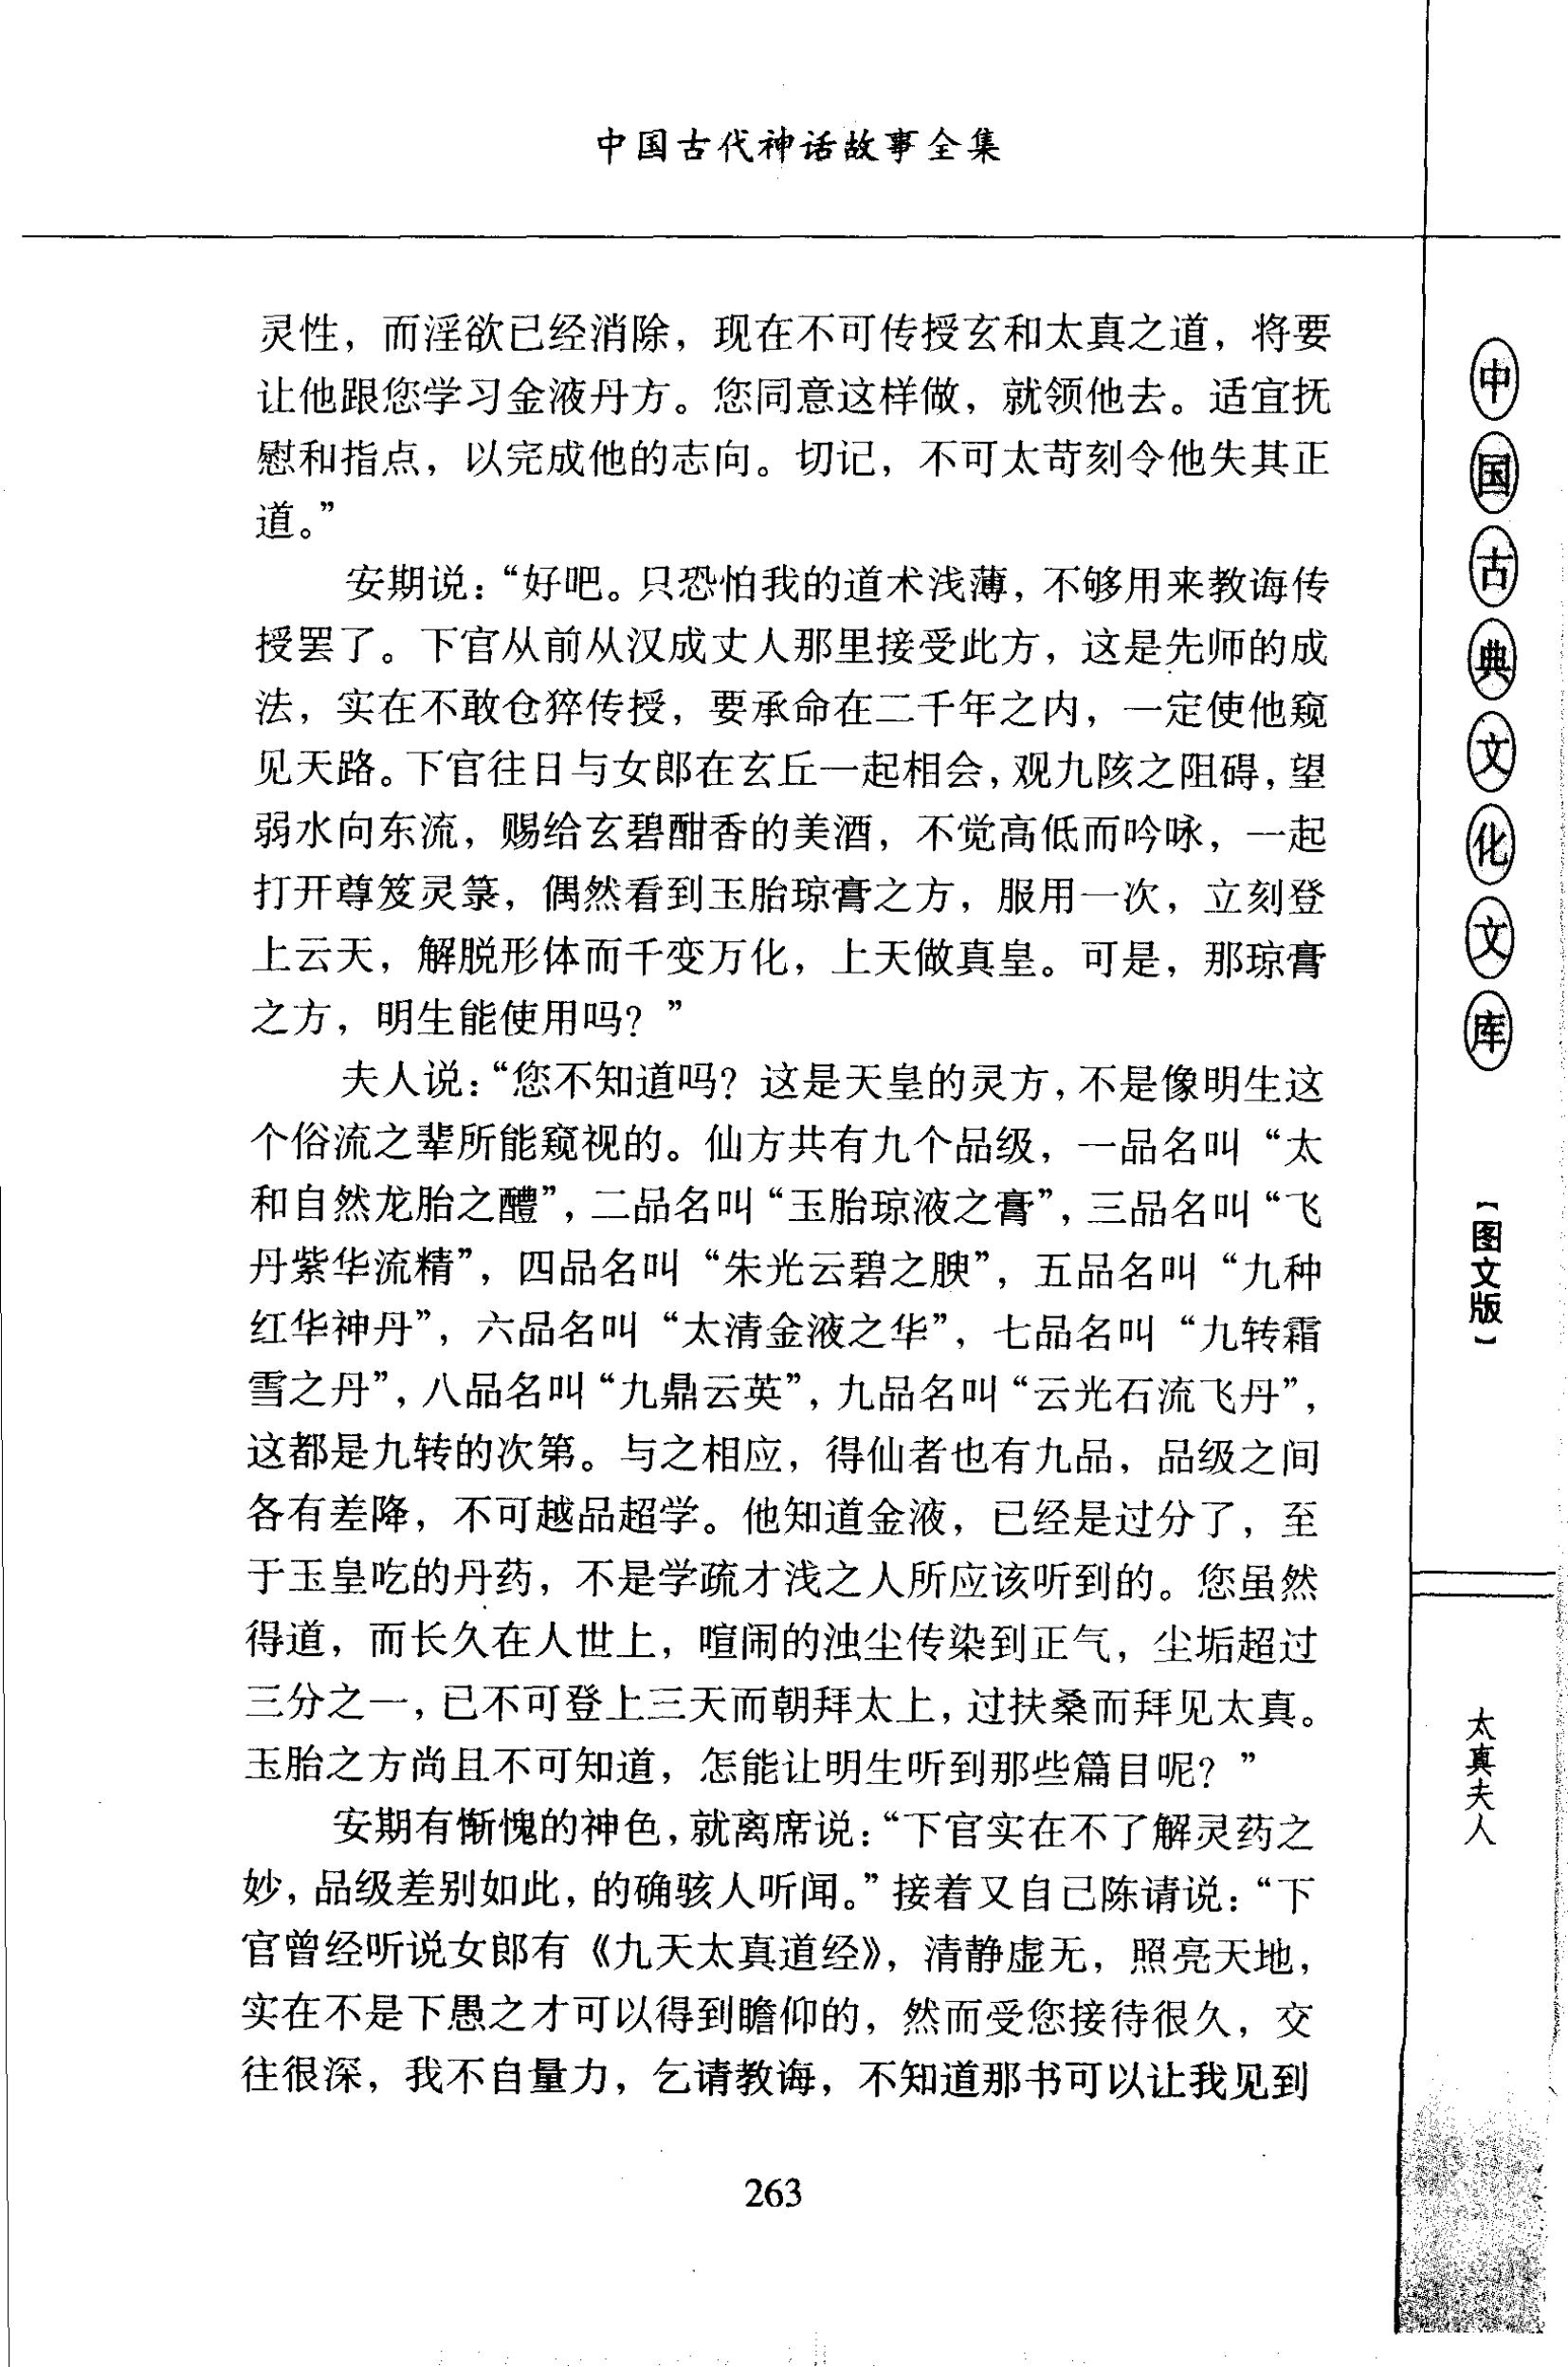 中国古代神话故事全集
灵性，而淫欲已经消除，现在不可传授玄和太真之道，将要
让他跟您学习金液丹方。您同意这样做，就领他去。适宜抚
慰和指点，以完成他的志向。切记，不可太苛刻令他失其正
道。”
安期说：“好吧。只恐怕我的道术浅薄，不够用来教诲传
授罢了。下官从前从汉成丈人那里接受此方，这是先师的成
法，实在不敢仓猝传授，要承命在二千年之内，一定使他窥
见天路。下官往日与女郎在玄丘一起相会，观九陔之阻碍，望
弱水向东流，赐给玄碧酣香的美酒，不觉高低而吟咏，一起
打开尊笈灵箓，偶然看到玉胎琼膏之方，服用一次，立刻登
上云天，解脱形体而千变万化，上天做真皇。可是，那琼膏
之方，明生能使用吗？”
夫人说：“您不知道吗？这是天皇的灵方，不是像明生这
个俗流之辈所能窥视的。仙方共有九个品级，一品名叫“太
和自然龙胎之醴”，二品名叫“玉胎琼液之膏”，三品名叫“飞
丹紫华流精”，四品名叫“朱光云碧之腴”，五品名叫“九种
红华神丹”，六品名叫“太清金液之华”，七品名叫“九转霜
雪之丹”，八品名叫“九鼎云英”，九品名叫“云光石流飞丹”，
这都是九转的次第。与之相应，得仙者也有九品，品级之间
各有差降，不可越品超学。他知道金液，已经是过分了，至
于玉皇吃的丹药，不是学疏才浅之人所应该听到的。您虽然
得道，而长久在人世上，喧闹的浊尘传染到正气，尘垢超过
三分之一，已不可登上三天而朝拜太上，过扶桑而拜见太真。
玉胎之方尚且不可知道，怎能让明生听到那些篇目呢？”
安期有惭愧的神色，就离席说：“下官实在不了解灵药之
妙，品级差别如此，的确骇人听闻。”接着又自己陈请说：“下
官曾经听说女郎有《九天太真道经》，清静虚无，照亮天地，
实在不是下愚之才可以得到瞻仰的，然而受您接待很久，交
往很深，我不自量力，乞请教诲，不知道那书可以让我见到
263
中国古典文化文库
【图文版】
太真夫人